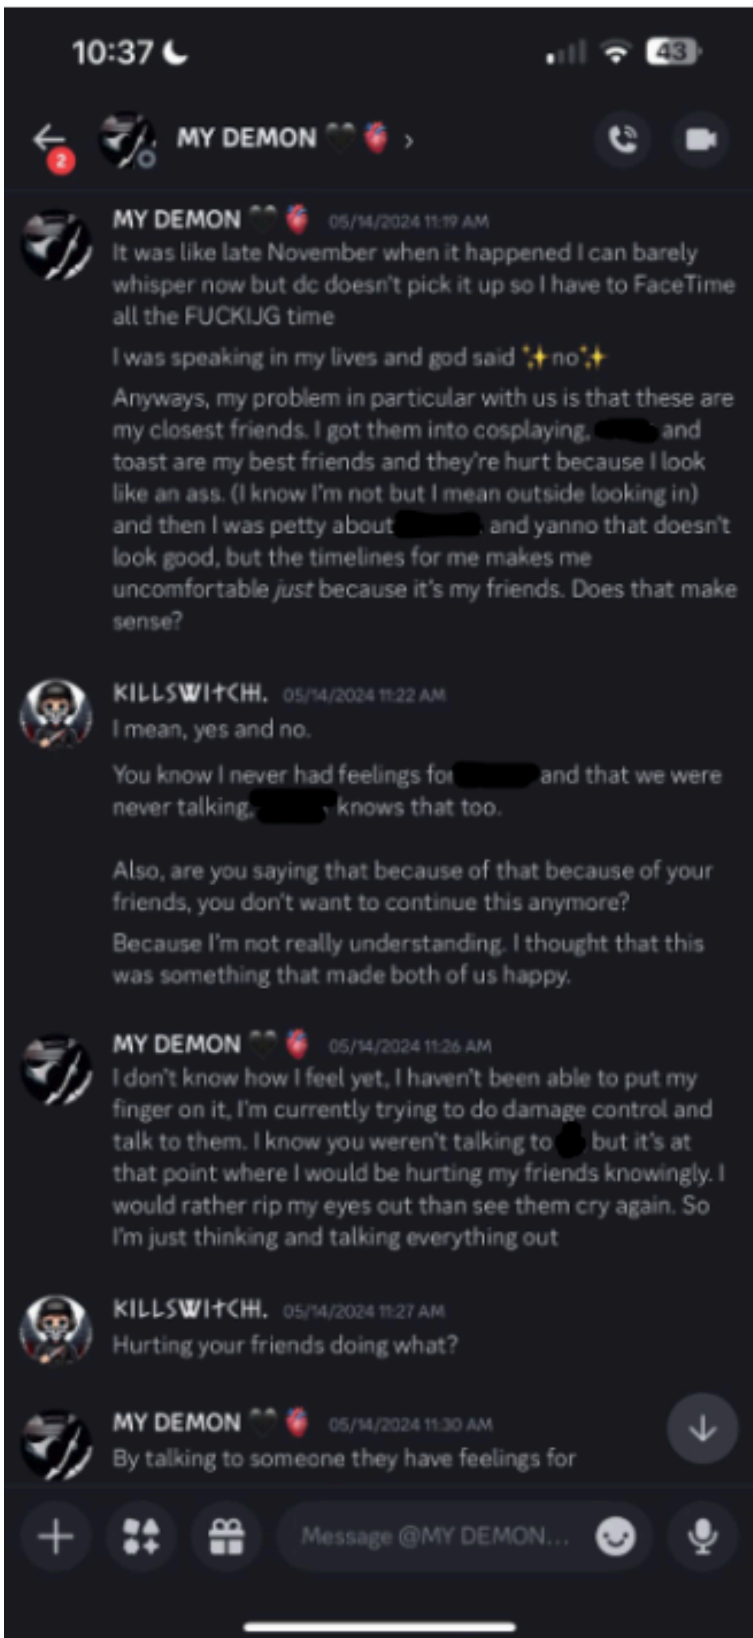 10:37
43
2
MY DEMON 🖤 🫀 >
MY DEMON 🖤 🫀 05/14/2024 11:19 AM
It was like late November when it happened I can barely
whisper now but dc doesn't pick it up so I have to FaceTime
all the FUCKIJG time
I was speaking in my lives and god said ✨no✨
Anyways, my problem in particular with us is that these are
my closest friends. I got them into cosplaying, and
toast are my best friends and they're hurt because I look
like an ass. (I know I'm not but I mean outside looking in)
and then I was petty about and yanno that doesn't
look good, but the timelines for me makes me
uncomfortable just because it's my friends. Does that make
sense?
KILLSWITCH. 05/14/2024 11:22 AM
I mean, yes and no.
You know I never had feelings for and that we were
never talking, knows that too.
Also, are you saying that because of that because of your
friends, you don't want to continue this anymore?
Because I'm not really understanding. I thought that this
was something that made both of us happy.
MY DEMON 🖤 🫀 05/14/2024 11:26 AM
I don't know how I feel yet, I haven't been able to put my
finger on it, I'm currently trying to do damage control and
talk to them. I know you weren't talking to but it's at
that point where I would be hurting my friends knowingly. I
would rather rip my eyes out than see them cry again. So
I'm just thinking and talking everything out
KILLSWITCH. 05/14/2024 11:27 AM
Hurting your friends doing what?
MY DEMON 🖤 🫀 05/14/2024 11:30 AM
By talking to someone they have feelings for
Message @MY DEMON...